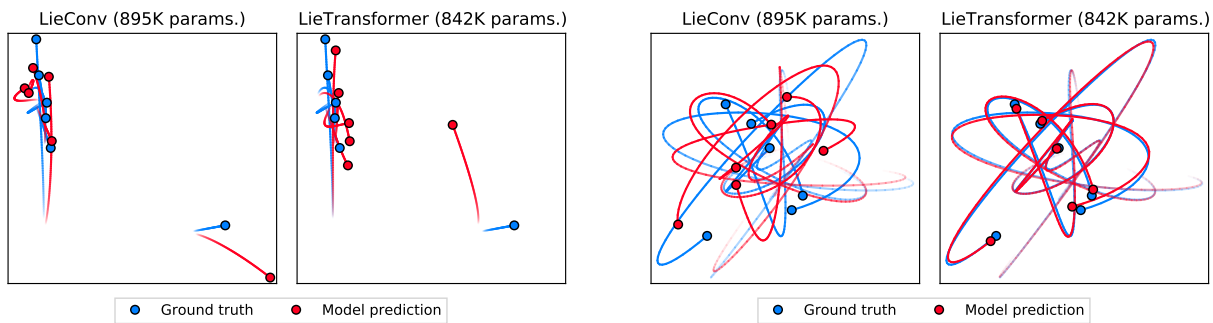 LieConv (895K params.)
LieTransformer (842K params.)
LieConv (895K params.)
LieTransformer (842K params.)
Ground truth
Model prediction
Ground truth
Model prediction